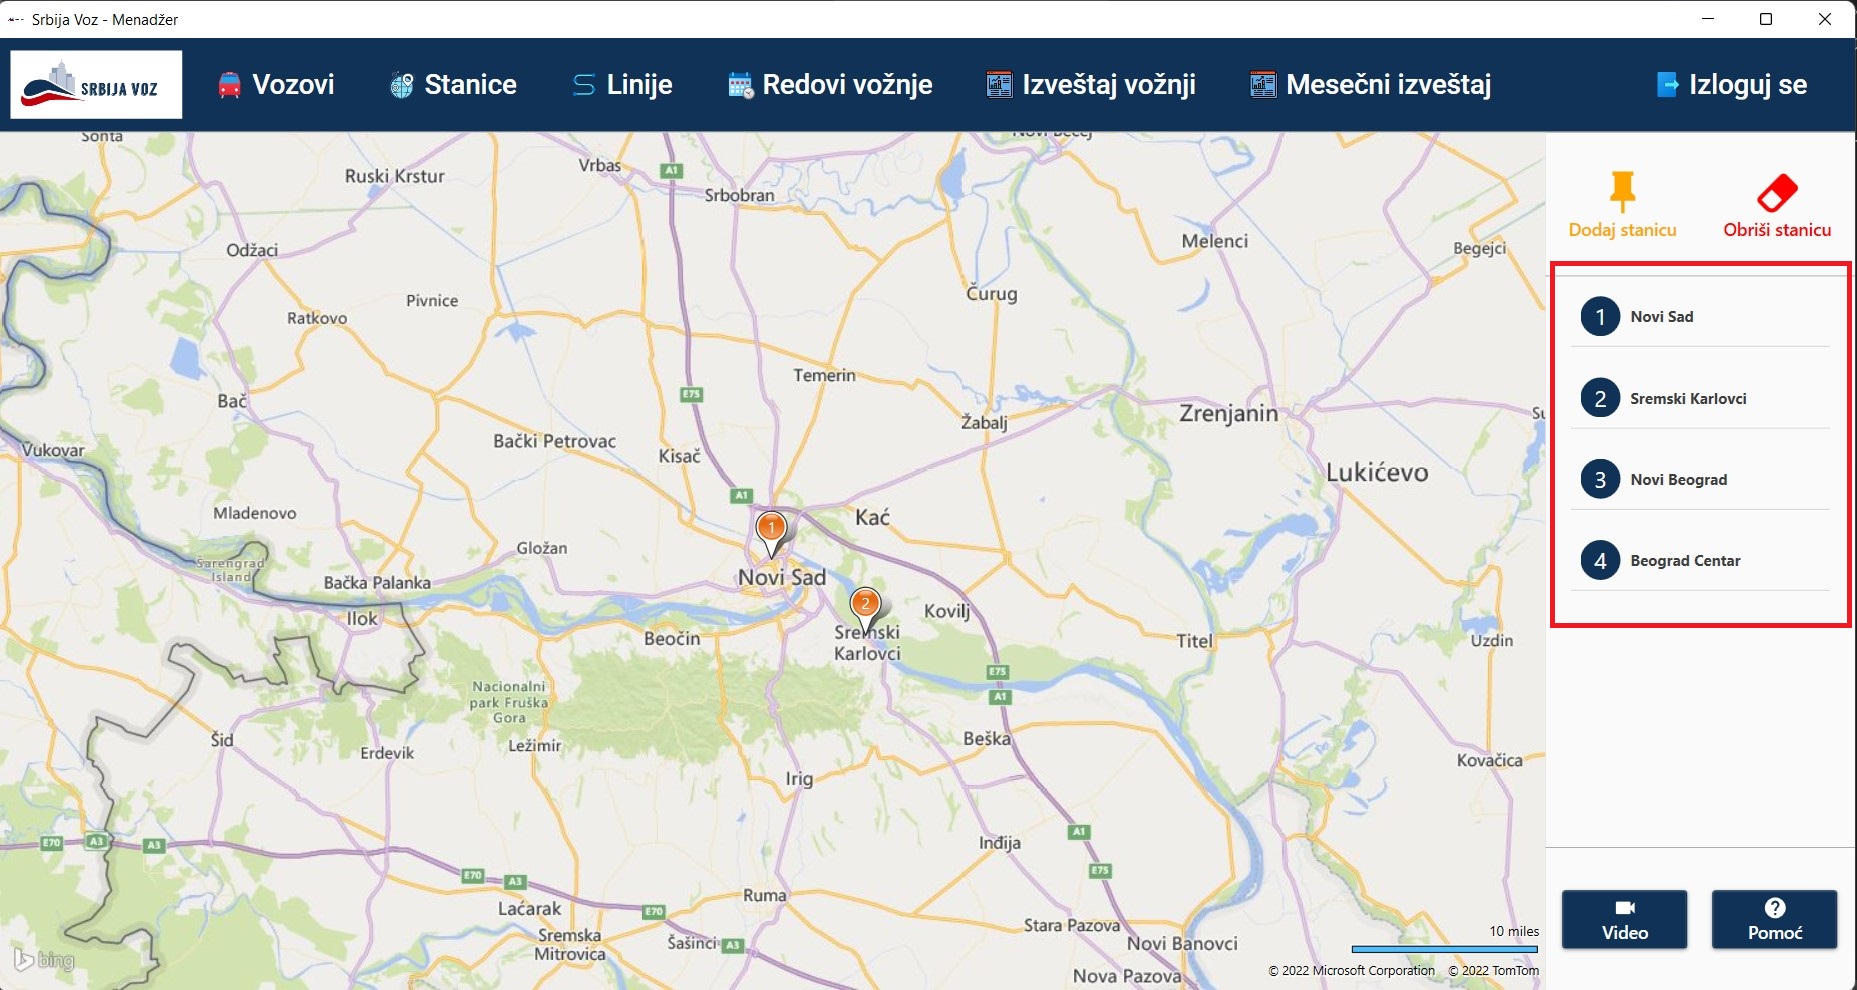 Srbija Voz - Menadžer
SRBIJA VOZ
Vozovi
Stanice
Linije
Redovi vožnje
Izveštaj vožnji
Mesečni izveštaj
Izloguj se
Sonta
Novi Bečej
Ruski Krstur
Vrbas
A1
Srbobran
Odžaci
Melenci
Begejci
Pivnice
Ratkovo
Čurug
Temerin
E75
Bač
Žabalj
Zrenjanin
Vukovar
Bački Petrovac
Kisač
Lukićevo
A1
Mladenovo
Kać
1
Gložan
Šarengrad
Island
Bačka Palanka
Novi Sad
2
Ilok
Kovilj
Beočin
Sremski
Karlovci
Titel
Uzdin
E75
A1
Nacionalni
park Fruška
Gora
Šid
Erdevik
Ležimir
Beška
Irig
Kovačica
E70
A3
A3
A1
Inđija
E70
A3
E75
Ruma
Laćarak
E70
Sremska
Mitrovica
Šašinci
A3
Stara Pazova
Novi Banovci
Nova Pazova
bing
10 miles
© 2022 Microsoft Corporation © 2022 TomTom
Dodaj stanicu
Obriši stanicu
1 Novi Sad
2 Sremski Karlovci
3 Novi Beograd
4 Beograd Centar
Video
Pomoć